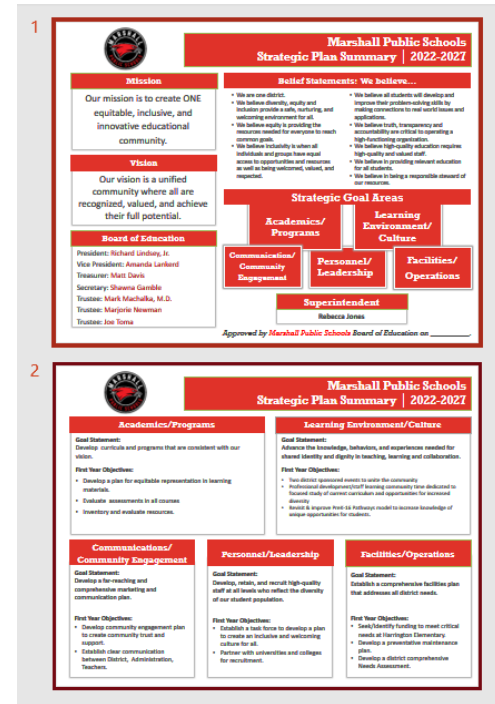 1
MARSHALL
Marshall Public Schools
Strategic Plan Summary | 2022-2027
Mission
Our mission is to create ONE
equitable, inclusive, and
innovative educational
community.
Vision
Our vision is a unified
community where all are
recognized, valued, and achieve
their full potential.
Board of Education
President: Richard Lindsey, Jr.
Vice President: Amanda Lankerd
Treasurer: Matt Davis
Secretary: Shawna Gamble
Trustee: Mark Machalka, M.D.
Trustee: Marjorie Newman
Trustee: Joe Toma
Belief Statements: We believe...
• We are one district.
• We believe diversity, equity and
inclusion provide a safe, nurturing, and
welcoming environment for all.
• We believe equity is providing the
resources needed for everyone to reach
common goals.
• We believe inclusivity is when all
individuals and groups have equal
access to opportunities and resources
as well as being welcomed, valued, and
respected.
• We believe all students will develop and
improve their problem-solving skills by
making connections to real world issues and
applications.
• We believe truth, transparency and
accountability are critical to operating a
high-functioning organization.
• We believe high-quality education requires
high-quality and valued staff.
• We believe in providing relevant education
for all students.
• We believe in being a responsible steward of
our resources.
Strategic Goal Areas
Academics/
Programs
Learning
Environment/
Culture
Communication/
Community
Engagement
Personnel/
Leadership
Facilities/
Operations
Superintendent
Rebecca Jones
Approved by Marshall Public Schools Board of Education on ________.
2
MARSHALL
Marshall Public Schools
Strategic Plan Summary | 2022-2027
Academics/Programs
Goal Statement:
Develop curricula and programs that are consistent with our
vision.
First Year Objectives:
• Develop a plan for equitable representation in learning
materials.
• Evaluate assessments in all courses
• Inventory and evaluate resources.
Learning Environment/Culture
Goal Statement:
Advance the knowledge, behaviors, and experiences needed for
shared identity and dignity in teaching, learning and collaboration.
First Year Objectives:
• Two district sponsored events to unite the community
• Professional development/staff learning community time dedicated to
focused study of current curriculum and opportunities for increased
diversity
• Revisit & improve PreK-16 Pathways model to increase knowledge of
unique opportunities for students.
Communications/
Community Engagement
Goal Statement:
Develop a far-reaching and
comprehensive marketing and
communication plan.
First Year Objectives:
• Develop community engagement plan
to create community trust and
support.
• Establish clear communication
between District, Administration,
Teachers.
Personnel/Leadership
Goal Statement:
Develop, retain, and recruit high-quality
staff at all levels who reflect the diversity
of our student population.
First Year Objectives:
• Establish a task force to develop a plan
to create an inclusive and welcoming
culture for all.
• Partner with universities and colleges
for recruitment.
Facilities/Operations
Goal Statement:
Establish a comprehensive facilities plan
that addresses all district needs.
First Year Objectives:
• Seek/Identify funding to meet critical
needs at Harrington Elementary.
• Develop a preventative maintenance
plan.
• Develop a district comprehensive
Needs Assessment.